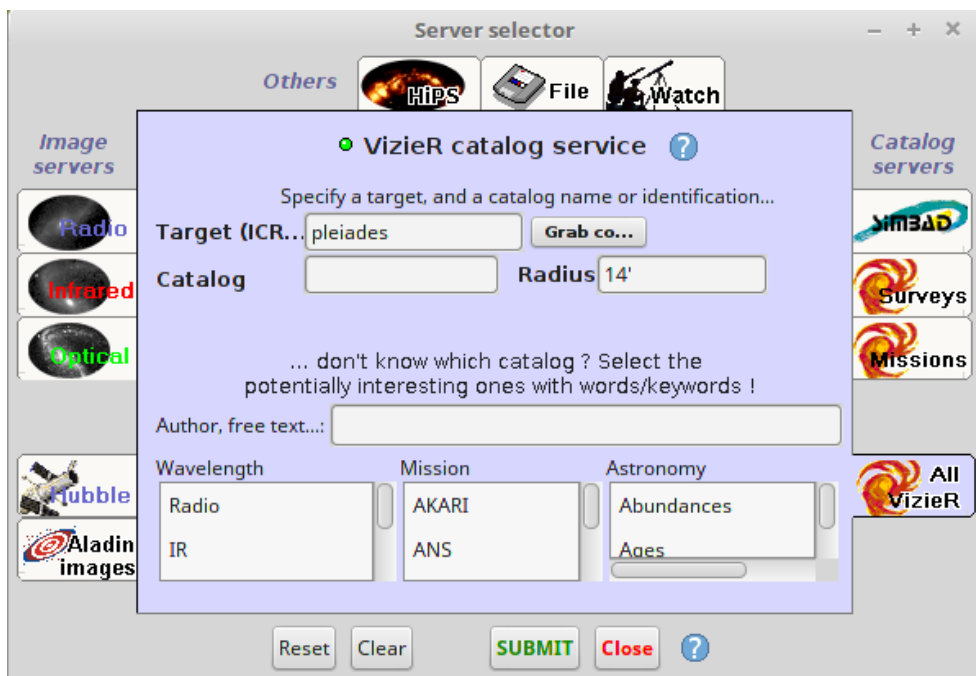 Server selector
Others
HiPS
File
Watch
Image
servers
Catalog
servers
VizieR catalog service
Specify a target, and a catalog name or identification...
Target (ICR... pleiades Grab co...
Catalog Radius 14'
... don't know which catalog ? Select the
potentially interesting ones with words/keywords !
Author, free text...:
Wavelength Mission Astronomy
Radio AKARI Abundances
IR ANS Ages
Radio
Infrared
Optical
Hubble
Aladin
images
SiMBAD
Surveys
Missions
All
VizieR
Reset Clear SUBMIT Close